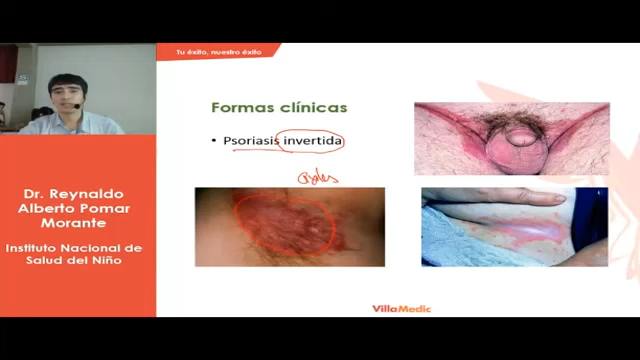 Tu éxito, nuestro éxito
Formas clínicas
• Psoriasis invertida
Dr. Reynaldo
Alberto Pomar
Morante
Instituto Nacional de
Salud del Niño
VillaMedic